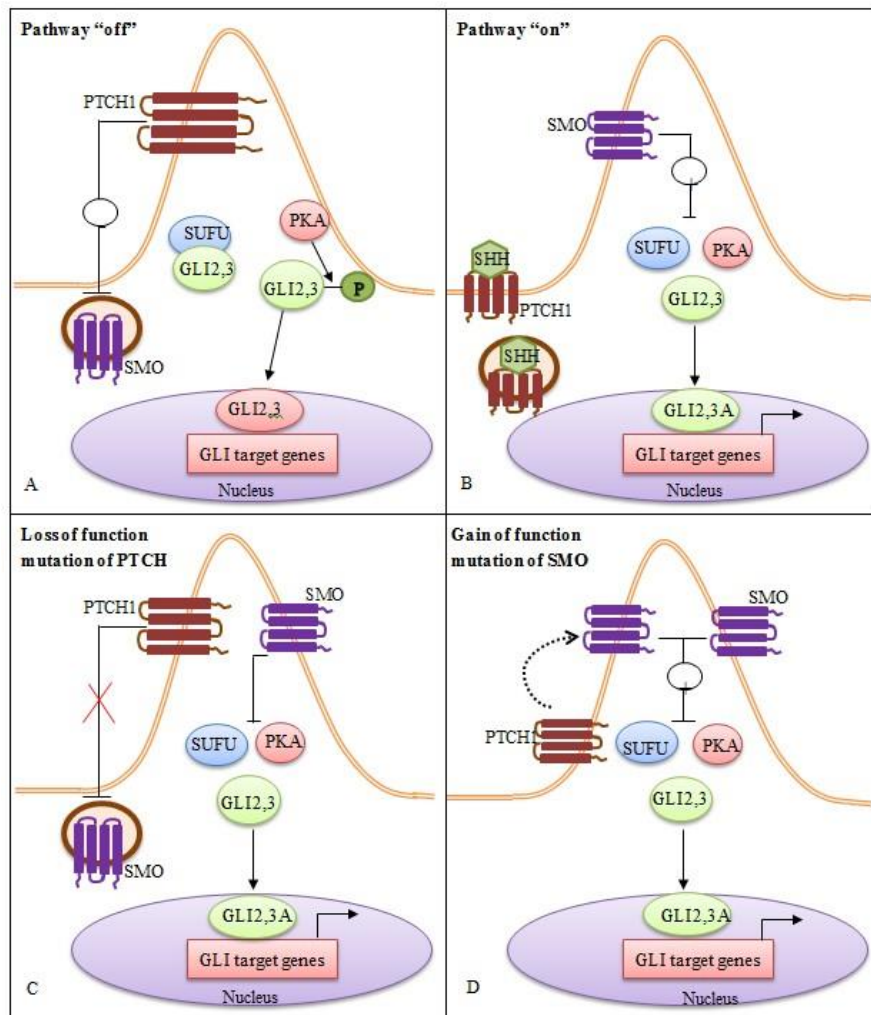 Pathway “off”
PTCH1
SUFU
GLI2,3
PKA
GLI2,3
P
SMO
GLI2,3
GLI target genes
Nucleus
A
Pathway “on”
SMO
SUFU
PKA
SHH
PTCH1
GLI2,3
SHH
GLI2,3A
GLI target genes
Nucleus
B
Loss of function
mutation of PTCH
PTCH1
SMO
SUFU
PKA
GLI2,3
SMO
GLI2,3A
GLI target genes
Nucleus
C
Gain of function
mutation of SMO
SMO
PTCH1
SUFU
PKA
GLI2,3
GLI2,3A
GLI target genes
Nucleus
D